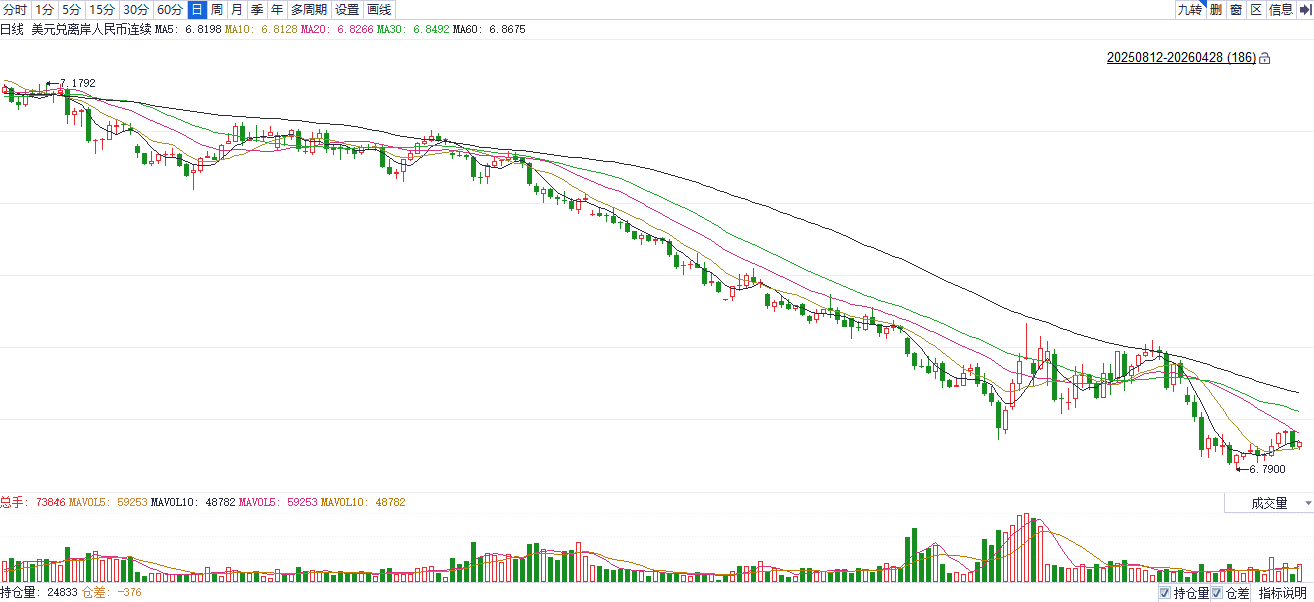 分时 1分 5分 15分 30分 60分 日 周 月 季 年 多周期 设置 画线 九转 删 窗 区 信息
日线 美元兑离岸人民币连续 MA5: 6.8198 MA10: 6.8128 MA20: 6.8266 MA30: 6.8492 MA60: 6.8675
20250812-20260428 (186)
7.1792
6.7900
总手: 73846 MAVOL5: 59253 MAVOL10: 48782 MAVOL5: 59253 MAVOL10: 48782 成交量
持仓量: 24833 仓差: -376 持仓量 仓差 指标说明